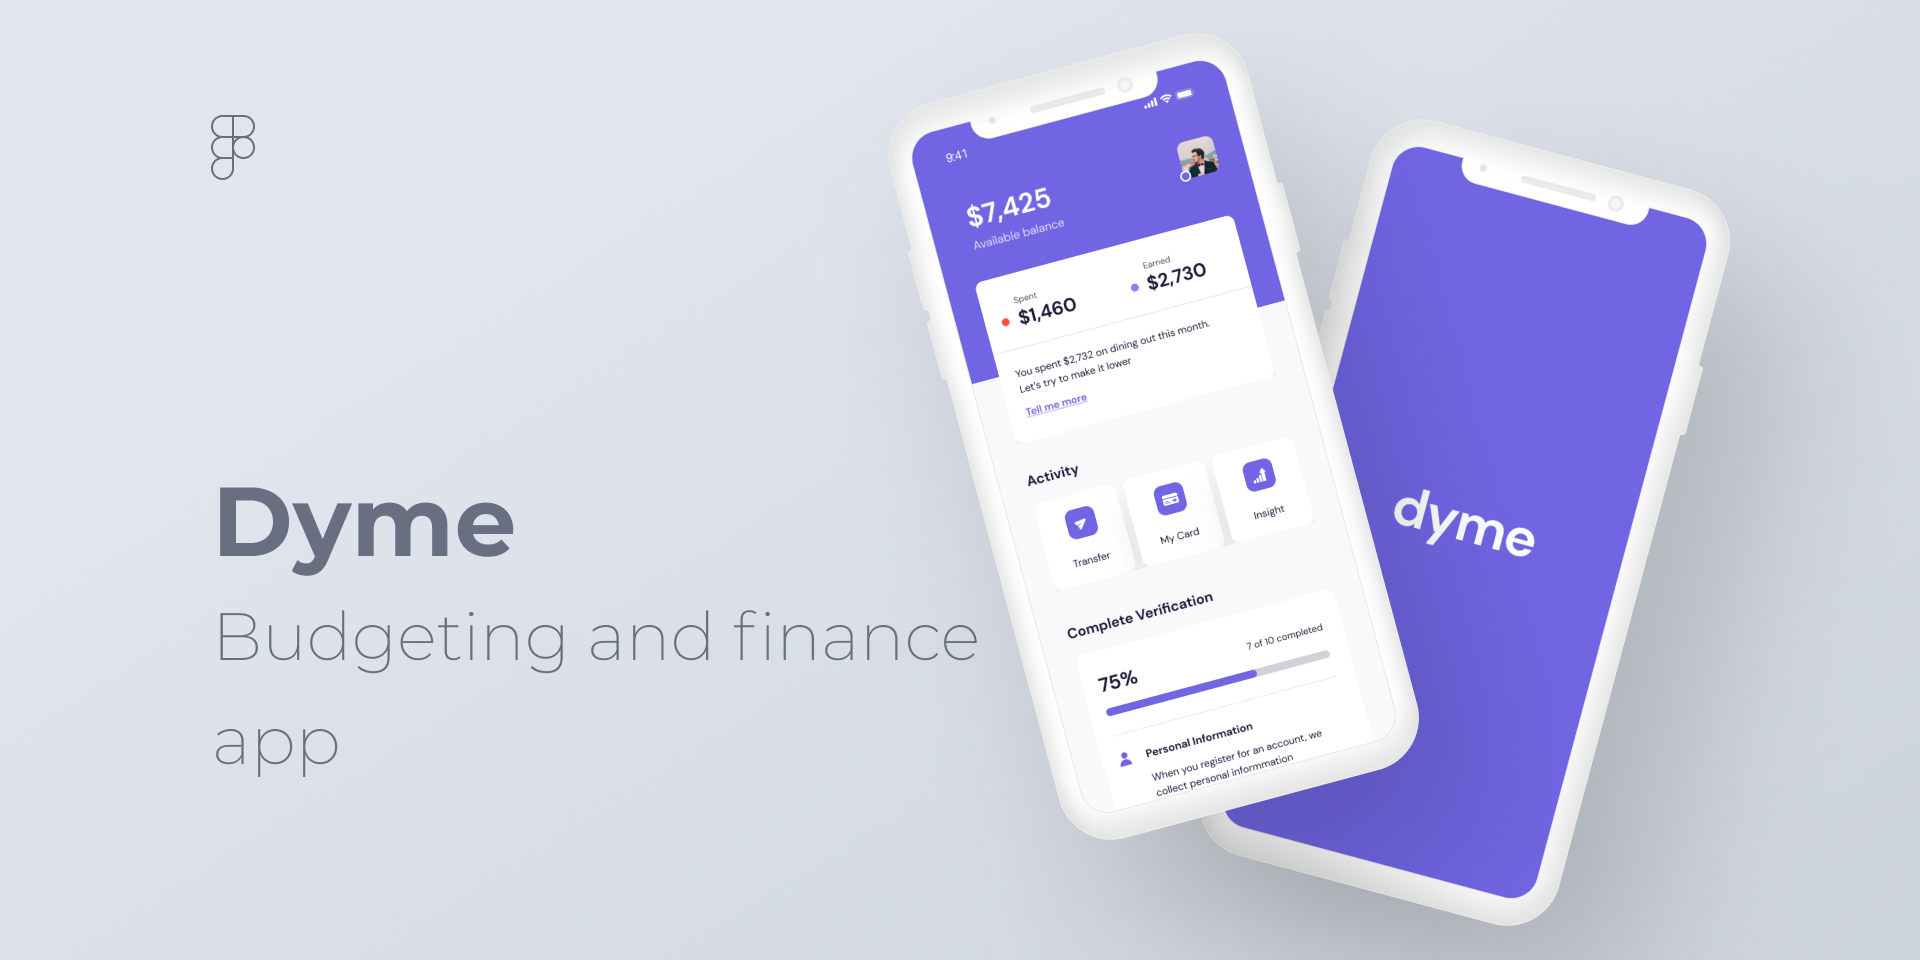 Dyme
Budgeting and finance
app
9:41
$7,425
Available balance
Spent
$1,460
Earned
$2,730
You spent $2,732 on dining out this month.
Let's try to make it lower
Tell me more
Activity
Transfer
My Card
Insight
Complete Verification
75%
7 of 10 completed
Personal Information
When you register for an account, we
collect personal informmation
dyme